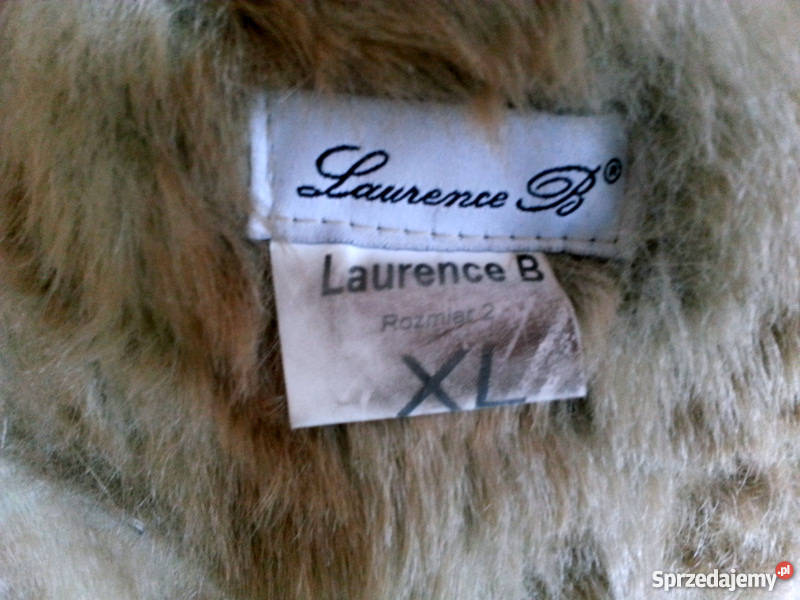 Laurence B®
Laurence B
Rozmiar 2
XL
Sprzedajemy.pl